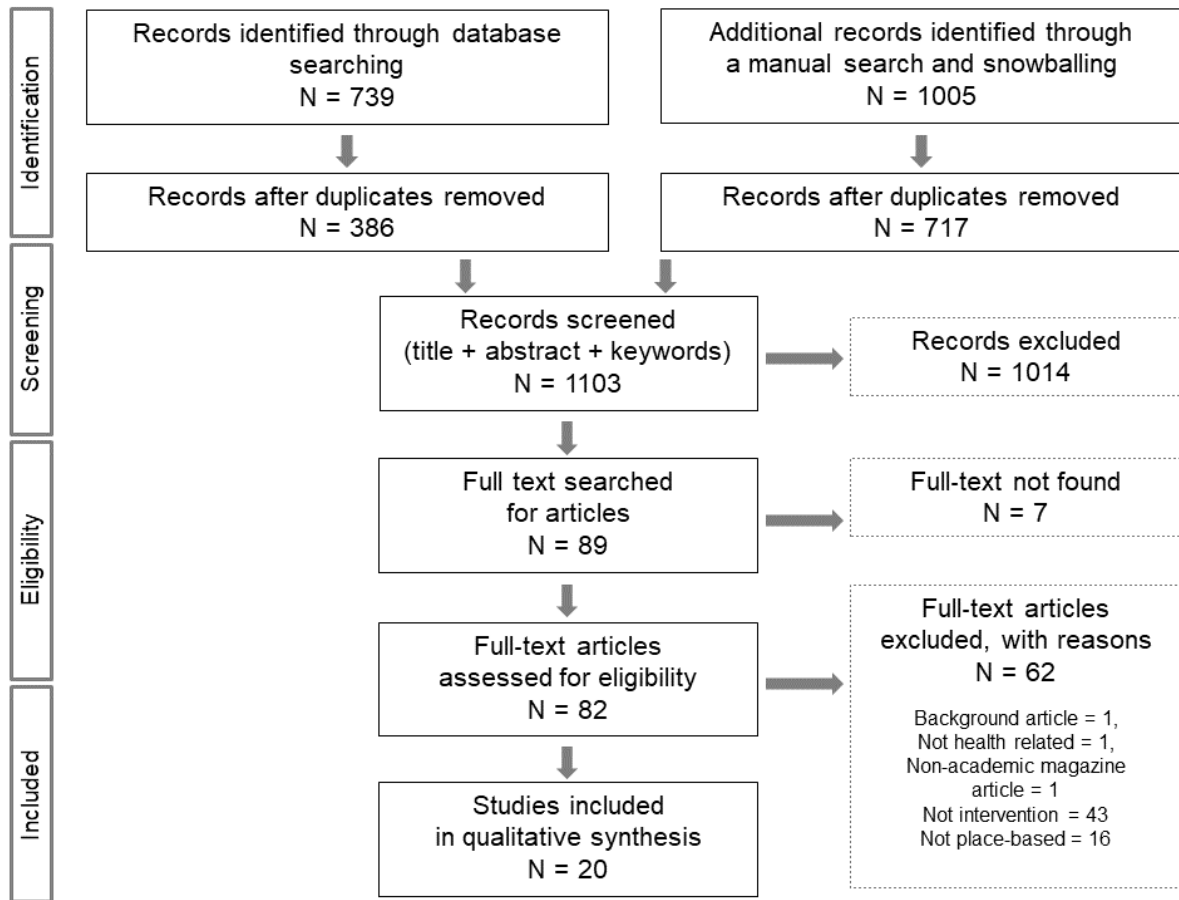 Identification
Records identified through database
searching
N = 739
Additional records identified through
a manual search and snowballing
N = 1005
Records after duplicates removed
N = 386
Records after duplicates removed
N = 717
Screening
Records screened
(title + abstract + keywords)
N = 1103
Records excluded
N = 1014
Eligibility
Full text searched
for articles
N = 89
Full-text not found
N = 7
Full-text articles
assessed for eligibility
N = 82
Full-text articles
excluded, with reasons
N = 62
Background article = 1,
Not health related = 1,
Non-academic magazine
article = 1
Not intervention = 43
Not place-based = 16
Included
Studies included
in qualitative synthesis
N = 20